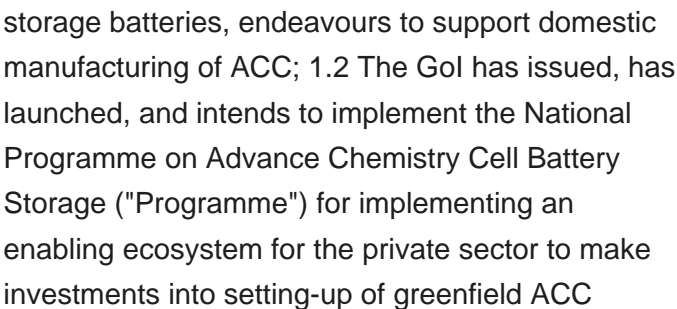 storage batteries, endeavours to support domestic
manufacturing of ACC; 1.2 The GoI has issued, has
launched, and intends to implement the National
Programme on Advance Chemistry Cell Battery
Storage ("Programme") for implementing an
enabling ecosystem for the private sector to make
investments into setting-up of greenfield ACC